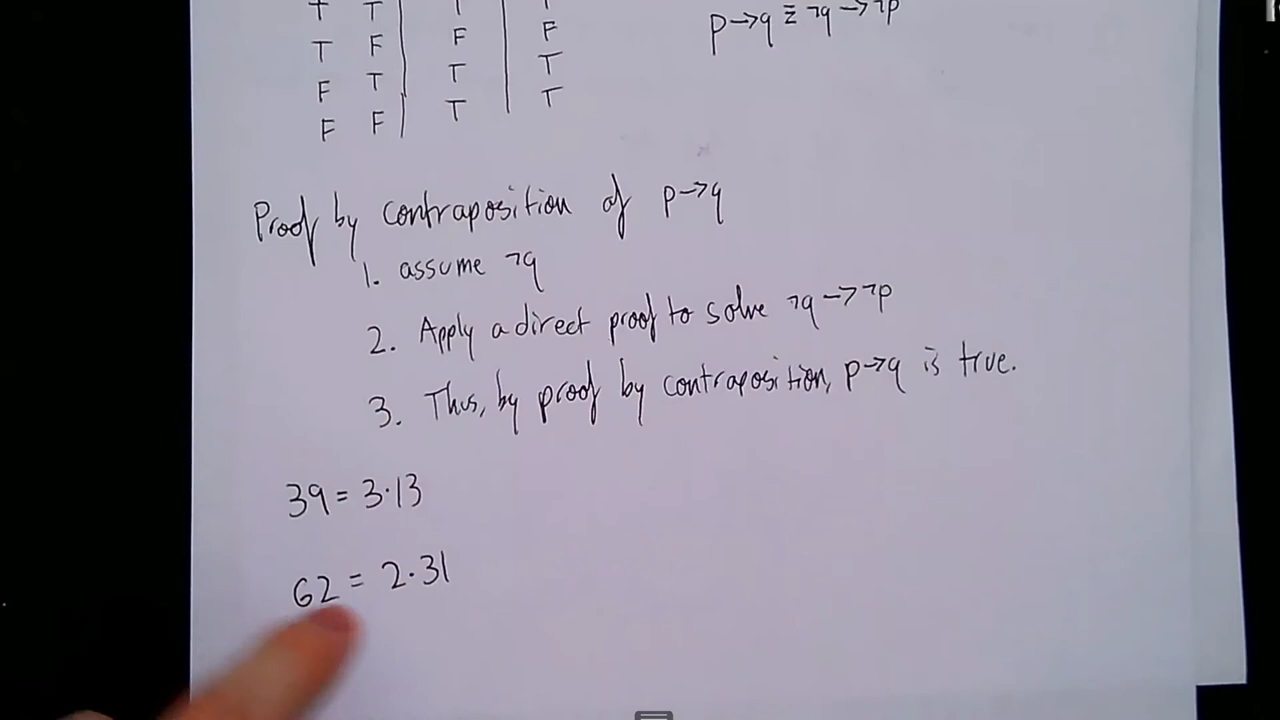 T T T T
T F F F
F T T T
F F T T
p→q ≡ ¬q→¬p
Proof by contraposition of p→q
1. assume ¬q
2. Apply a direct proof to solve ¬q→¬p
3. Thus, by proof by contraposition, p→q is true.
39 = 3·13
62 = 2·31